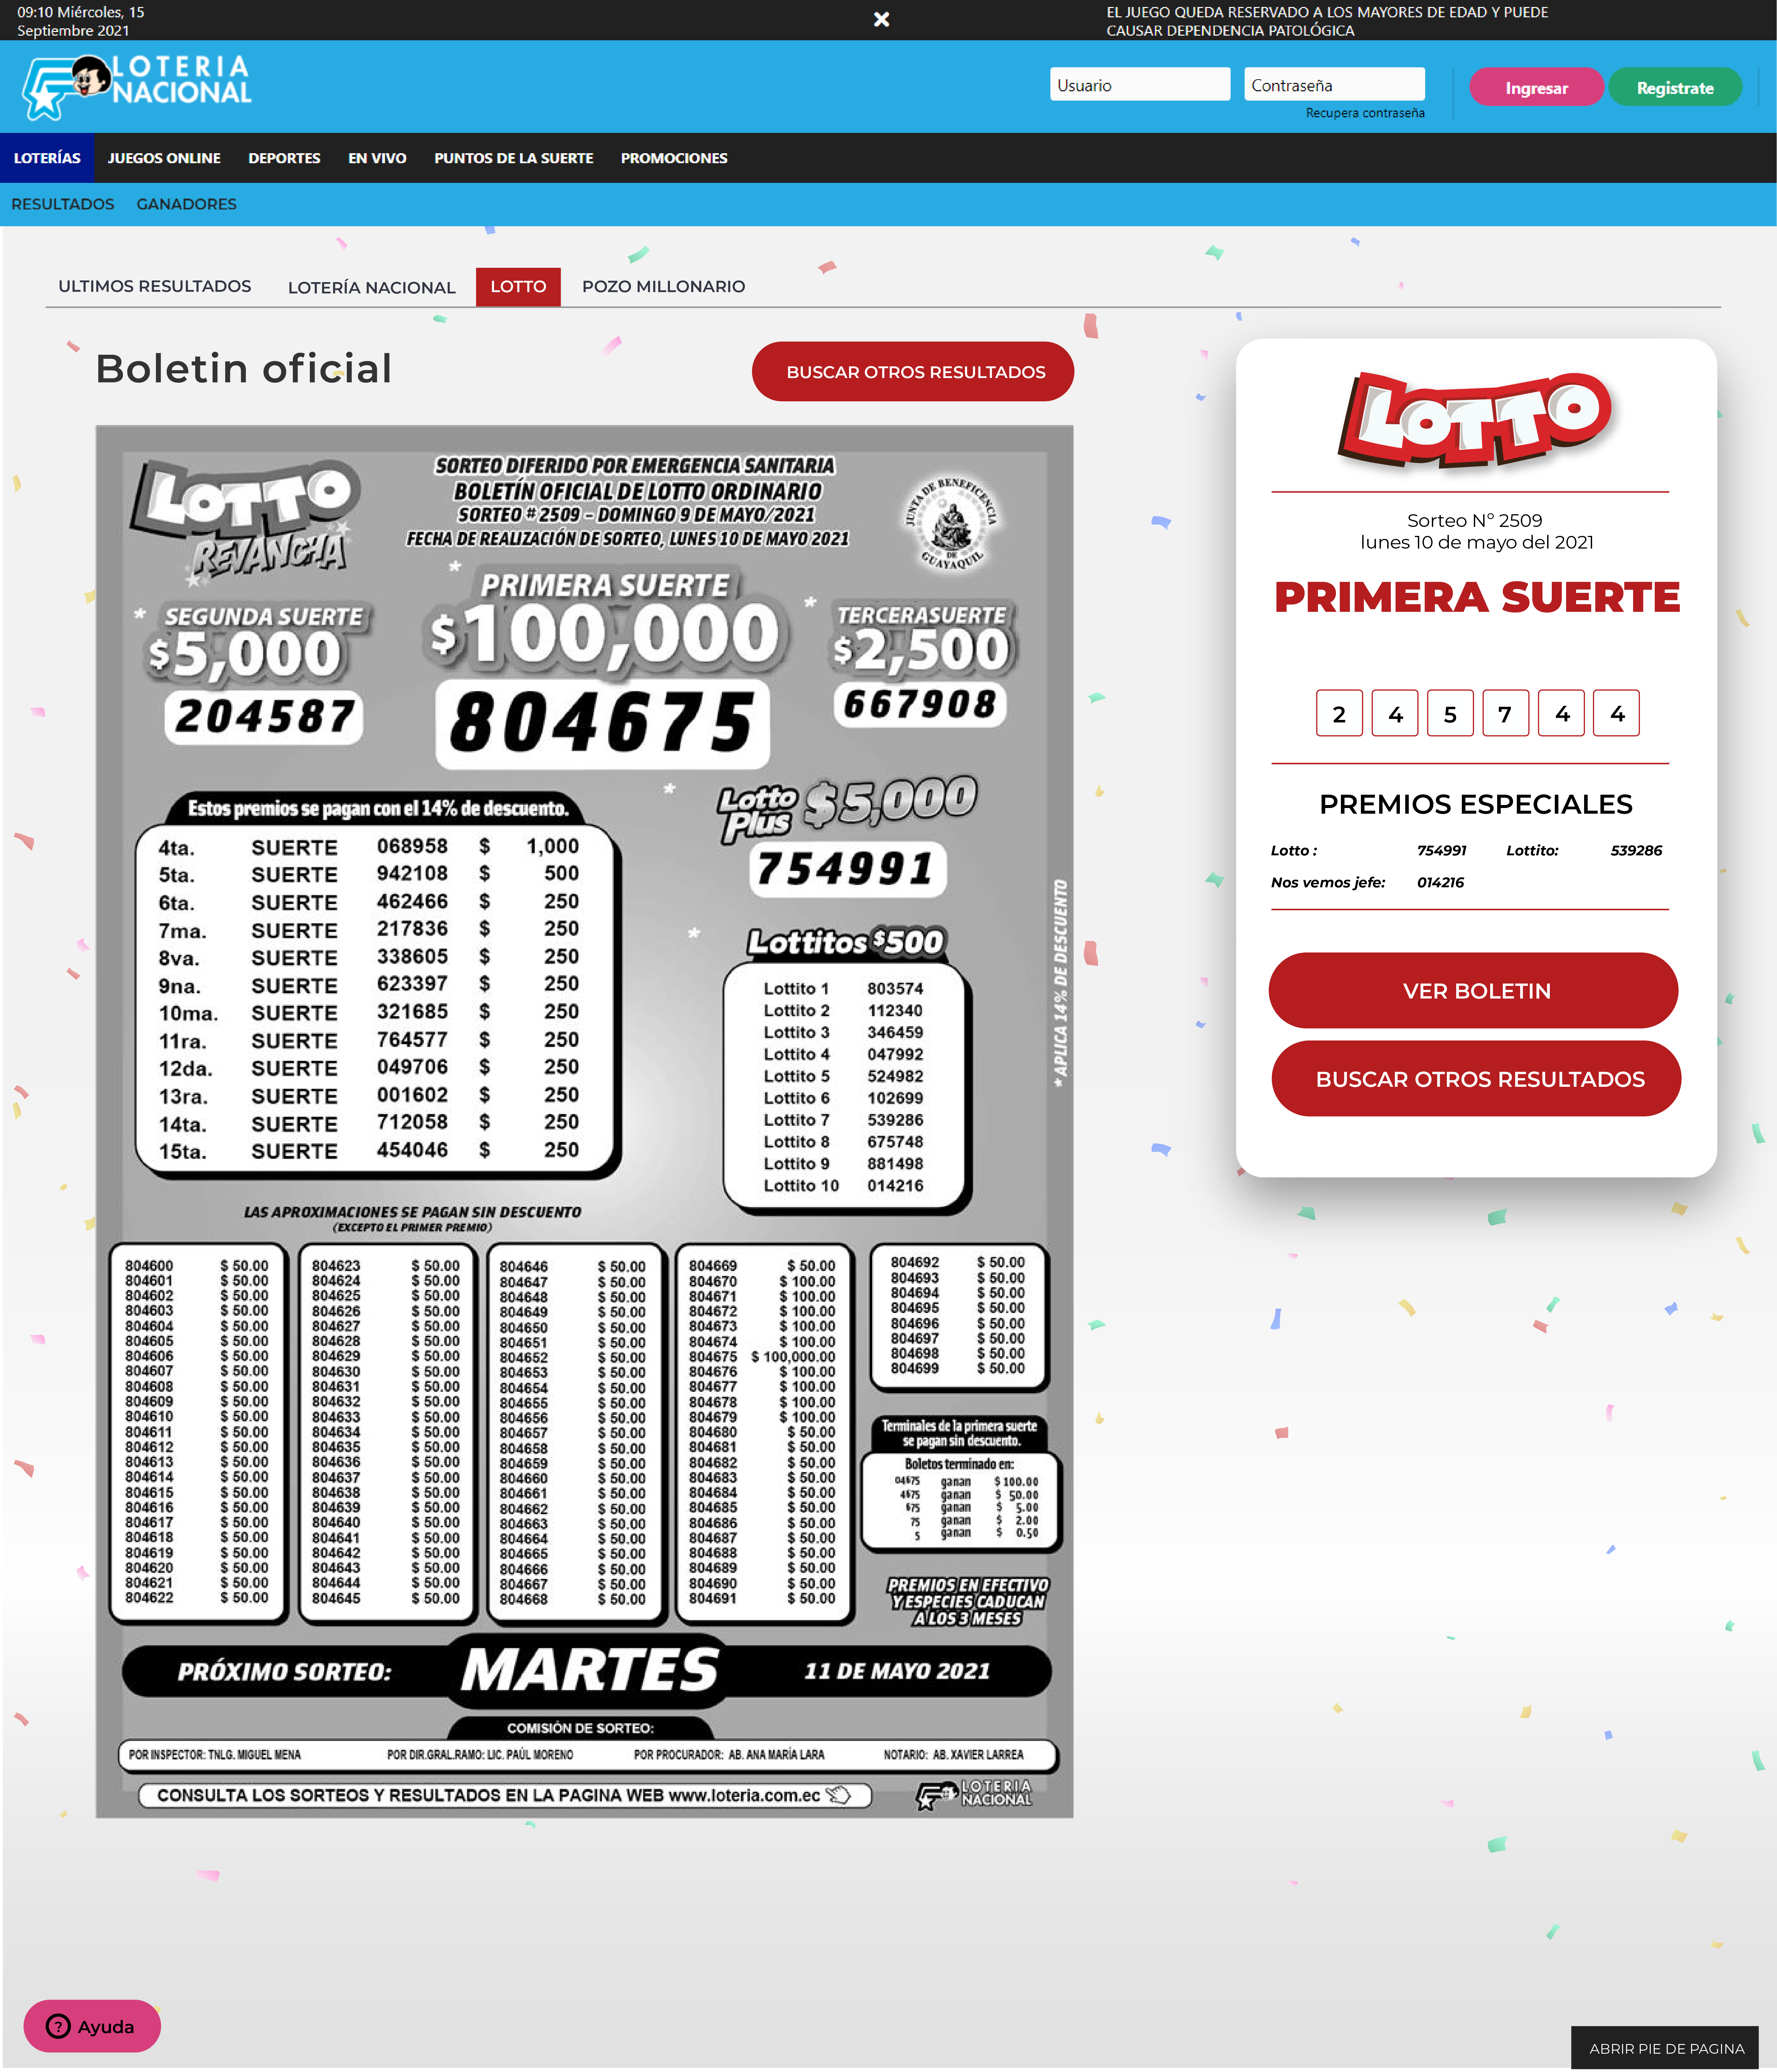 09:10 Miércoles, 15
Septiembre 2021
EL JUEGO QUEDA RESERVADO A LOS MAYORES DE EDAD Y PUEDE
CAUSAR DEPENDENCIA PATOLÓGICA
LOTERIA
NACIONAL
Usuario
Contraseña
Recupera contraseña
Ingresar
Registrate
LOTERÍAS JUEGOS ONLINE DEPORTES EN VIVO PUNTOS DE LA SUERTE PROMOCIONES
RESULTADOS GANADORES
ULTIMOS RESULTADOS LOTERÍA NACIONAL LOTTO POZO MILLONARIO
Boletin oficial
BUSCAR OTROS RESULTADOS
LOTTO
REVANCHA
SORTEO DIFERIDO POR EMERGENCIA SANITARIA
BOLETÍN OFICIAL DE LOTTO ORDINARIO
SORTEO # 2509 - DOMINGO 9 DE MAYO/2021
FECHA DE REALIZACIÓN DE SORTEO, LUNES 10 DE MAYO 2021
JUNTA DE BENEFICENCIA
DE
GUAYAQUIL
* SEGUNDA SUERTE
$5,000
204587
* PRIMERA SUERTE
$100,000
804675
* TERCERA SUERTE
$2,500
667908
Estos premios se pagan con el 14% de descuento.
4ta. SUERTE 068958 $ 1,000
5ta. SUERTE 942108 $ 500
6ta. SUERTE 462466 $ 250
7ma. SUERTE 217836 $ 250
8va. SUERTE 338605 $ 250
9na. SUERTE 623397 $ 250
10ma. SUERTE 321685 $ 250
11ra. SUERTE 764577 $ 250
12da. SUERTE 049706 $ 250
13ra. SUERTE 001602 $ 250
14ta. SUERTE 712058 $ 250
15ta. SUERTE 454046 $ 250
* Lotto
Plus
$5,000
754991
* Lottitos $500
Lottito 1 803574
Lottito 2 112340
Lottito 3 346459
Lottito 4 047992
Lottito 5 524982
Lottito 6 102699
Lottito 7 539286
Lottito 8 675748
Lottito 9 881498
Lottito 10 014216
* APLICA 14% DE DESCUENTO
LAS APROXIMACIONES SE PAGAN SIN DESCUENTO
(EXCEPTO EL PRIMER PREMIO)
804600 $ 50.00
804601 $ 50.00
804602 $ 50.00
804603 $ 50.00
804604 $ 50.00
804605 $ 50.00
804606 $ 50.00
804607 $ 50.00
804608 $ 50.00
804609 $ 50.00
804610 $ 50.00
804611 $ 50.00
804612 $ 50.00
804613 $ 50.00
804614 $ 50.00
804615 $ 50.00
804616 $ 50.00
804617 $ 50.00
804618 $ 50.00
804619 $ 50.00
804620 $ 50.00
804621 $ 50.00
804622 $ 50.00
804623 $ 50.00
804624 $ 50.00
804625 $ 50.00
804626 $ 50.00
804627 $ 50.00
804628 $ 50.00
804629 $ 50.00
804630 $ 50.00
804631 $ 50.00
804632 $ 50.00
804633 $ 50.00
804634 $ 50.00
804635 $ 50.00
804636 $ 50.00
804637 $ 50.00
804638 $ 50.00
804639 $ 50.00
804640 $ 50.00
804641 $ 50.00
804642 $ 50.00
804643 $ 50.00
804644 $ 50.00
804645 $ 50.00
804646 $ 50.00
804647 $ 50.00
804648 $ 50.00
804649 $ 50.00
804650 $ 50.00
804651 $ 50.00
804652 $ 50.00
804653 $ 50.00
804654 $ 50.00
804655 $ 50.00
804656 $ 50.00
804657 $ 50.00
804658 $ 50.00
804659 $ 50.00
804660 $ 50.00
804661 $ 50.00
804662 $ 50.00
804663 $ 50.00
804664 $ 50.00
804665 $ 50.00
804666 $ 50.00
804667 $ 50.00
804668 $ 50.00
804669 $ 50.00
804670 $ 100.00
804671 $ 100.00
804672 $ 100.00
804673 $ 100.00
804674 $ 100.00
804675 $ 100,000.00
804676 $ 100.00
804677 $ 100.00
804678 $ 100.00
804679 $ 100.00
804680 $ 50.00
804681 $ 50.00
804682 $ 50.00
804683 $ 50.00
804684 $ 50.00
804685 $ 50.00
804686 $ 50.00
804687 $ 50.00
804688 $ 50.00
804689 $ 50.00
804690 $ 50.00
804691 $ 50.00
804692 $ 50.00
804693 $ 50.00
804694 $ 50.00
804695 $ 50.00
804696 $ 50.00
804697 $ 50.00
804698 $ 50.00
804699 $ 50.00
Terminales de la primera suerte
se pagan sin descuento.
Boletos terminado en:
04675 ganan $ 100.00
4675 ganan $ 50.00
675 ganan $ 5.00
75 ganan $ 2.00
5 ganan $ 0.50
PREMIOS EN EFECTIVO
Y ESPECIES CADUCAN
A LOS 3 MESES
PRÓXIMO SORTEO: MARTES 11 DE MAYO 2021
COMISIÓN DE SORTEO:
POR INSPECTOR: TNLG. MIGUEL MENA POR DIR.GRAL.RAMO: LIC. PAÚL MORENO POR PROCURADOR: AB. ANA MARÍA LARA NOTARIO: AB. XAVIER LARREA
CONSULTA LOS SORTEOS Y RESULTADOS EN LA PAGINA WEB www.loteria.com.ec
LOTERIA
NACIONAL
LOTTO
Sorteo Nº 2509
lunes 10 de mayo del 2021
PRIMERA SUERTE
2 4 5 7 4 4
PREMIOS ESPECIALES
Lotto : 754991 Lottito: 539286
Nos vemos jefe: 014216
VER BOLETIN
BUSCAR OTROS RESULTADOS
? Ayuda
ABRIR PIE DE PAGINA